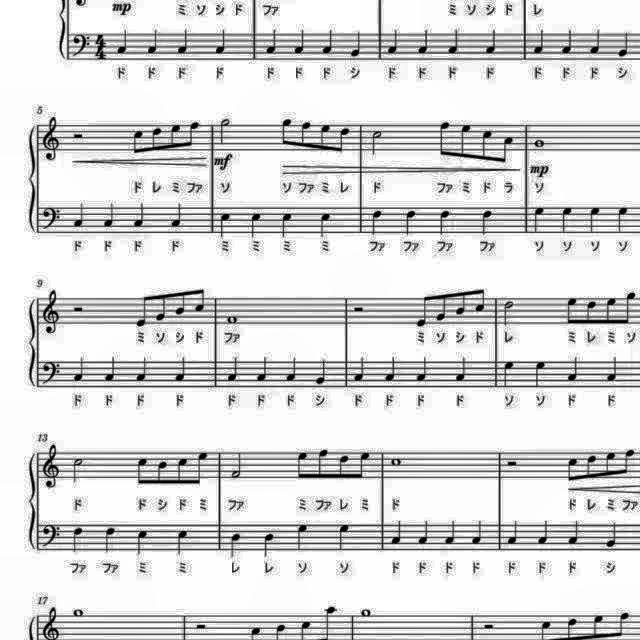 mp ミソシド ファ ミソシド レ
4
4
ドドドド ドドドシ ドドドド ドドドシ
5
mf mp
ドレミファ ソ ソファミレ ド ファミドラ ソ
ドドドド ミミミミ ファファファファ ソソソソ
9
ミソシド ファ ミソシド レ ミレミソ
ドドドド ドドドシ ドドドド ソソドド
13
ド ドシドミ ファ ミファレミ ド ドレミファ
ファファミミ レレソソ ドドドド ドドドシ
17